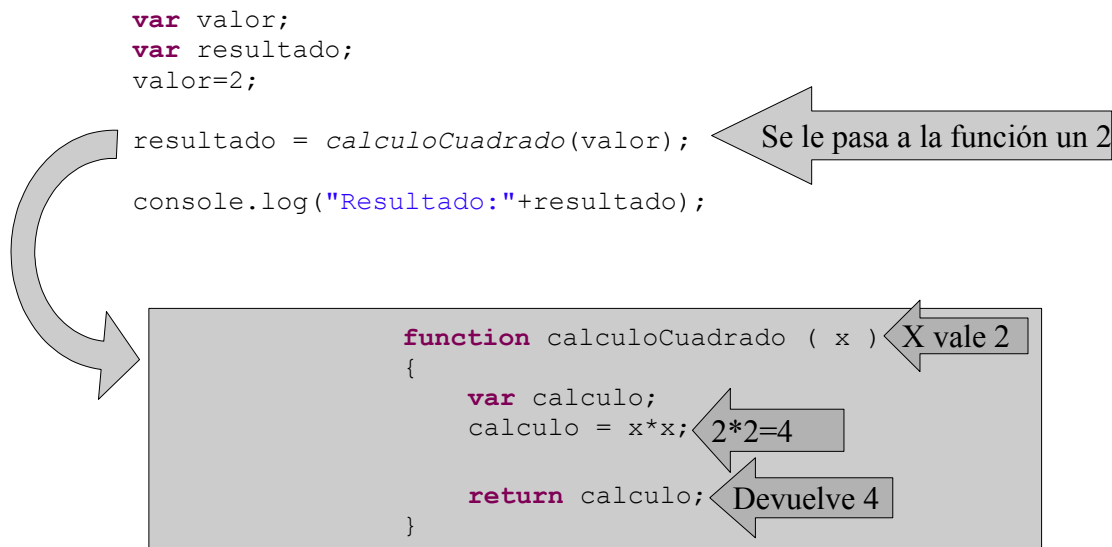 var valor;
var resultado;
valor=2;
resultado = calculoCuadrado(valor);
Se le pasa a la función un 2
console.log("Resultado:"+resultado);
function calculoCuadrado ( x )
X vale 2
{
var calculo;
calculo = x*x;
2*2=4
return calculo;
Devuelve 4
}